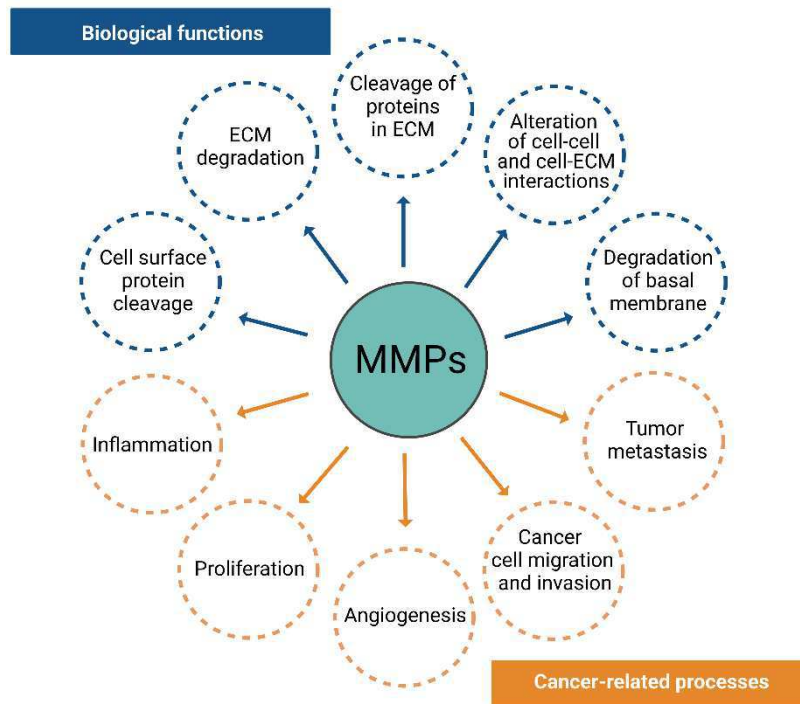 Biological functions
Cleavage of
proteins
in ECM
ECM
degradation
Alteration
of cell-cell
and cell-ECM
interactions
Cell surface
protein
cleavage
Degradation
of basal
membrane
MMPs
Inflammation
Tumor
metastasis
Proliferation
Cancer
cell migration
and invasion
Angiogenesis
Cancer-related processes